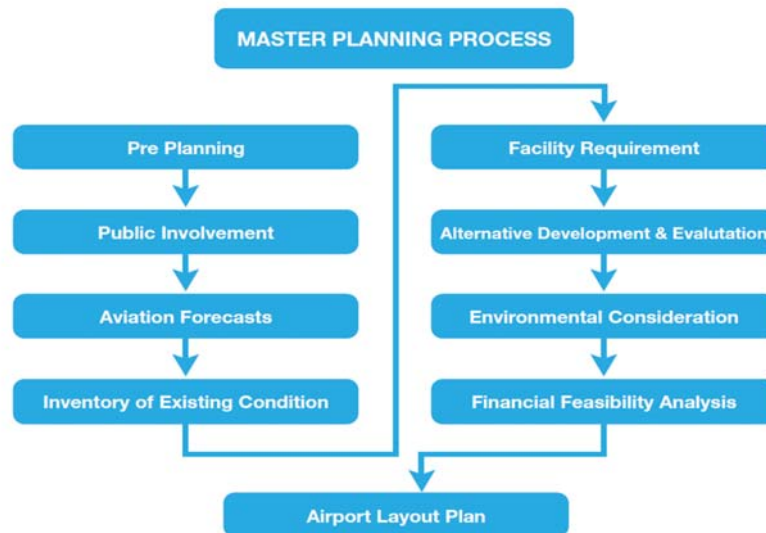 MASTER PLANNING PROCESS
Pre Planning
Public Involvement
Aviation Forecasts
Inventory of Existing Condition
Facility Requirement
Alternative Development & Evalutation
Environmental Consideration
Financial Feasibility Analysis
Airport Layout Plan